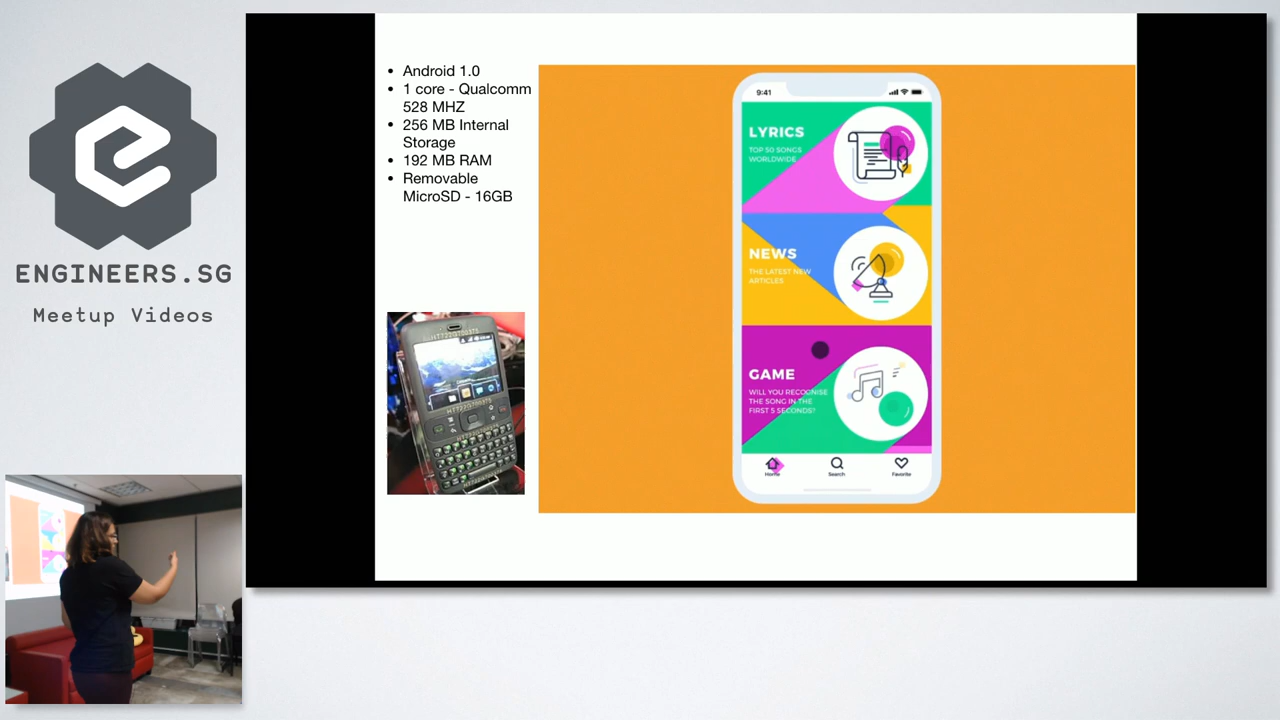 ENGINEERS.SG
Meetup Videos
• Android 1.0
• 1 core - Qualcomm
528 MHZ
• 256 MB Internal
Storage
• 192 MB RAM
• Removable
MicroSD - 16GB
9:41
LYRICS
TOP 50 SONGS
WORLDWIDE
NEWS
THE LATEST NEW
ARTICLES
GAME
WILL YOU RECOGNISE
THE SONG IN THE
FIRST 5 SECONDS?
Home
Search
Favorite